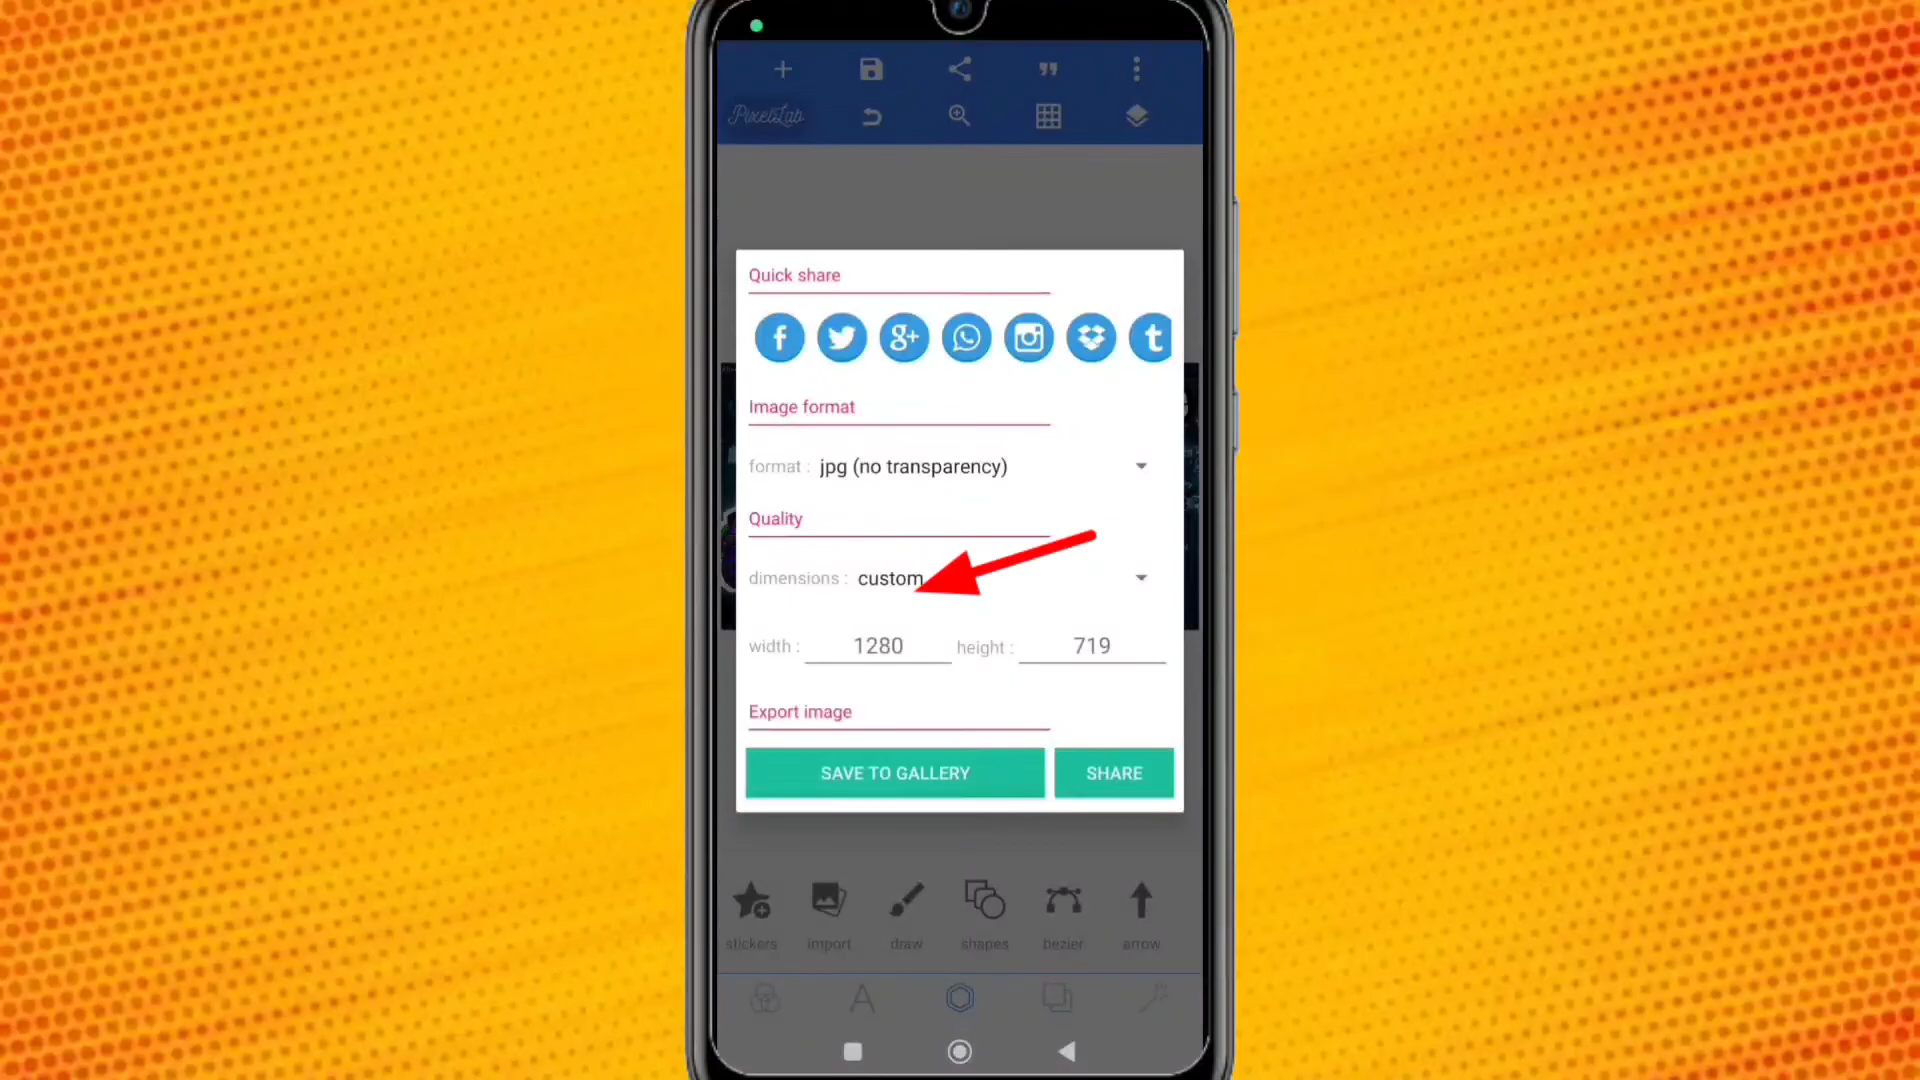 PixelLab
Quick share
Image format
format : jpg (no transparency)
Quality
dimensions : custom
width : 1280 height : 719
Export image
SAVE TO GALLERY SHARE
stickers import draw shapes bezier arrow